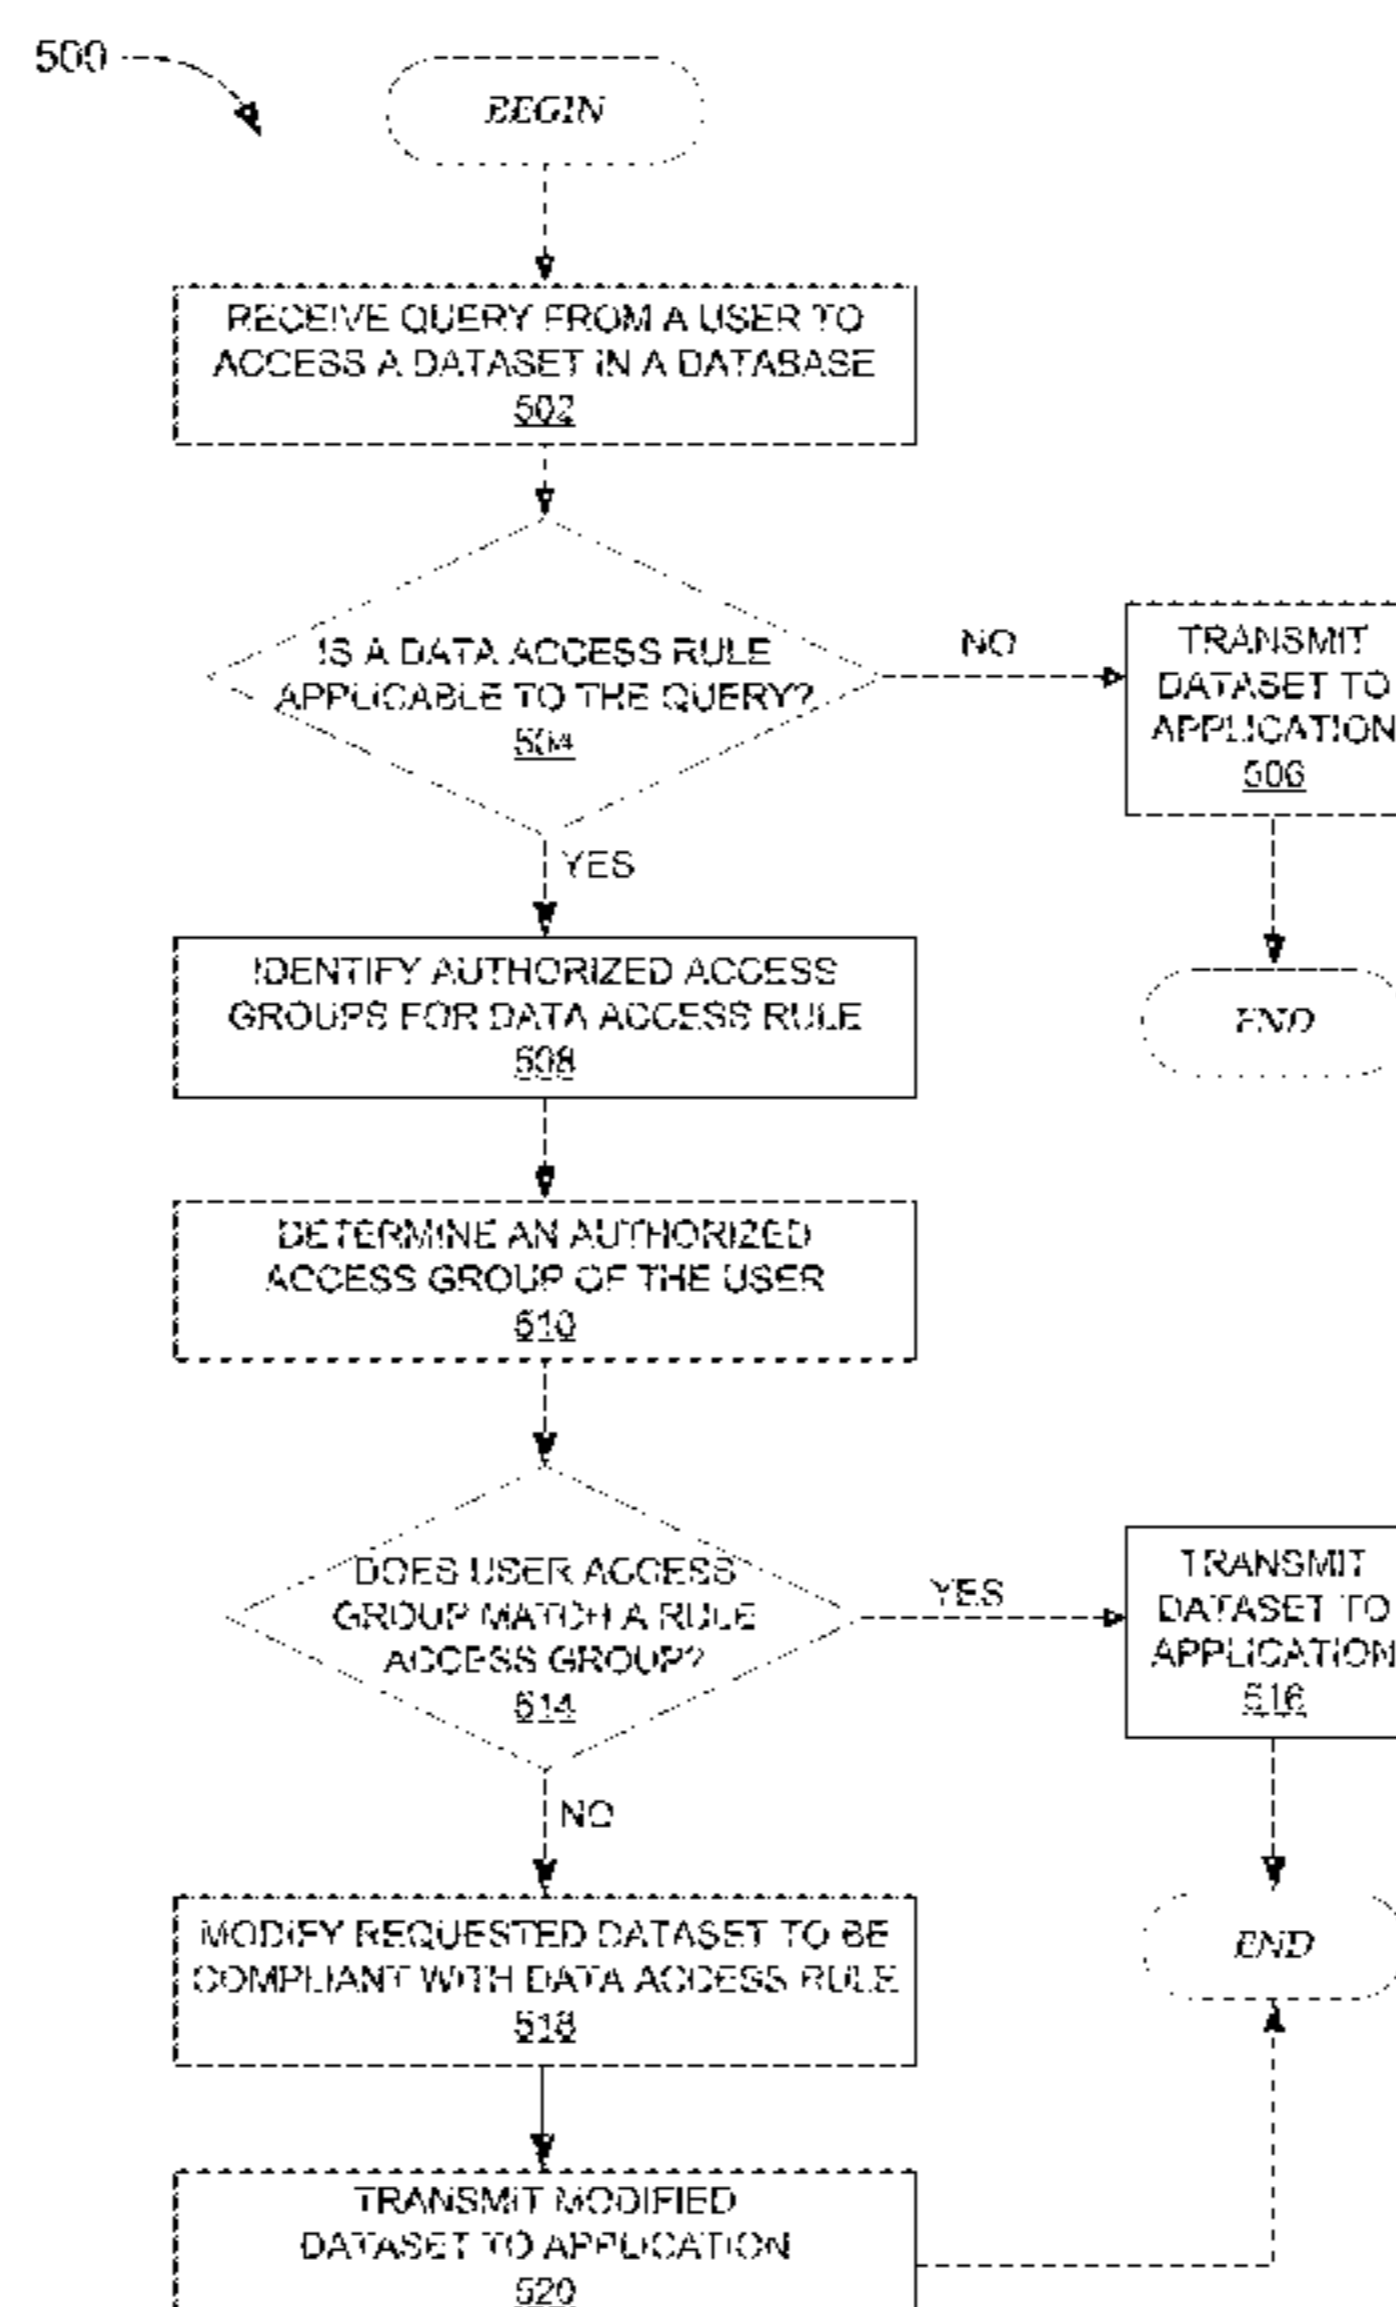 500
BEGIN
RECEIVE QUERY FROM A USER TO
ACCESS A DATASET IN A DATABASE
502
IS A DATA ACCESS RULE
APPLICABLE TO THE QUERY?
504
NO
TRANSMIT
DATASET TO
APPLICATION
506
END
YES
IDENTIFY AUTHORIZED ACCESS
GROUPS FOR DATA ACCESS RULE
508
DETERMINE AN AUTHORIZED
ACCESS GROUP OF THE USER
510
DOES USER ACCESS
GROUP MATCH A RULE
ACCESS GROUP?
514
YES
TRANSMIT
DATASET TO
APPLICATION
516
END
NO
MODIFY REQUESTED DATASET TO BE
COMPLIANT WITH DATA ACCESS RULE
518
TRANSMIT MODIFIED
DATASET TO APPLICATION
520